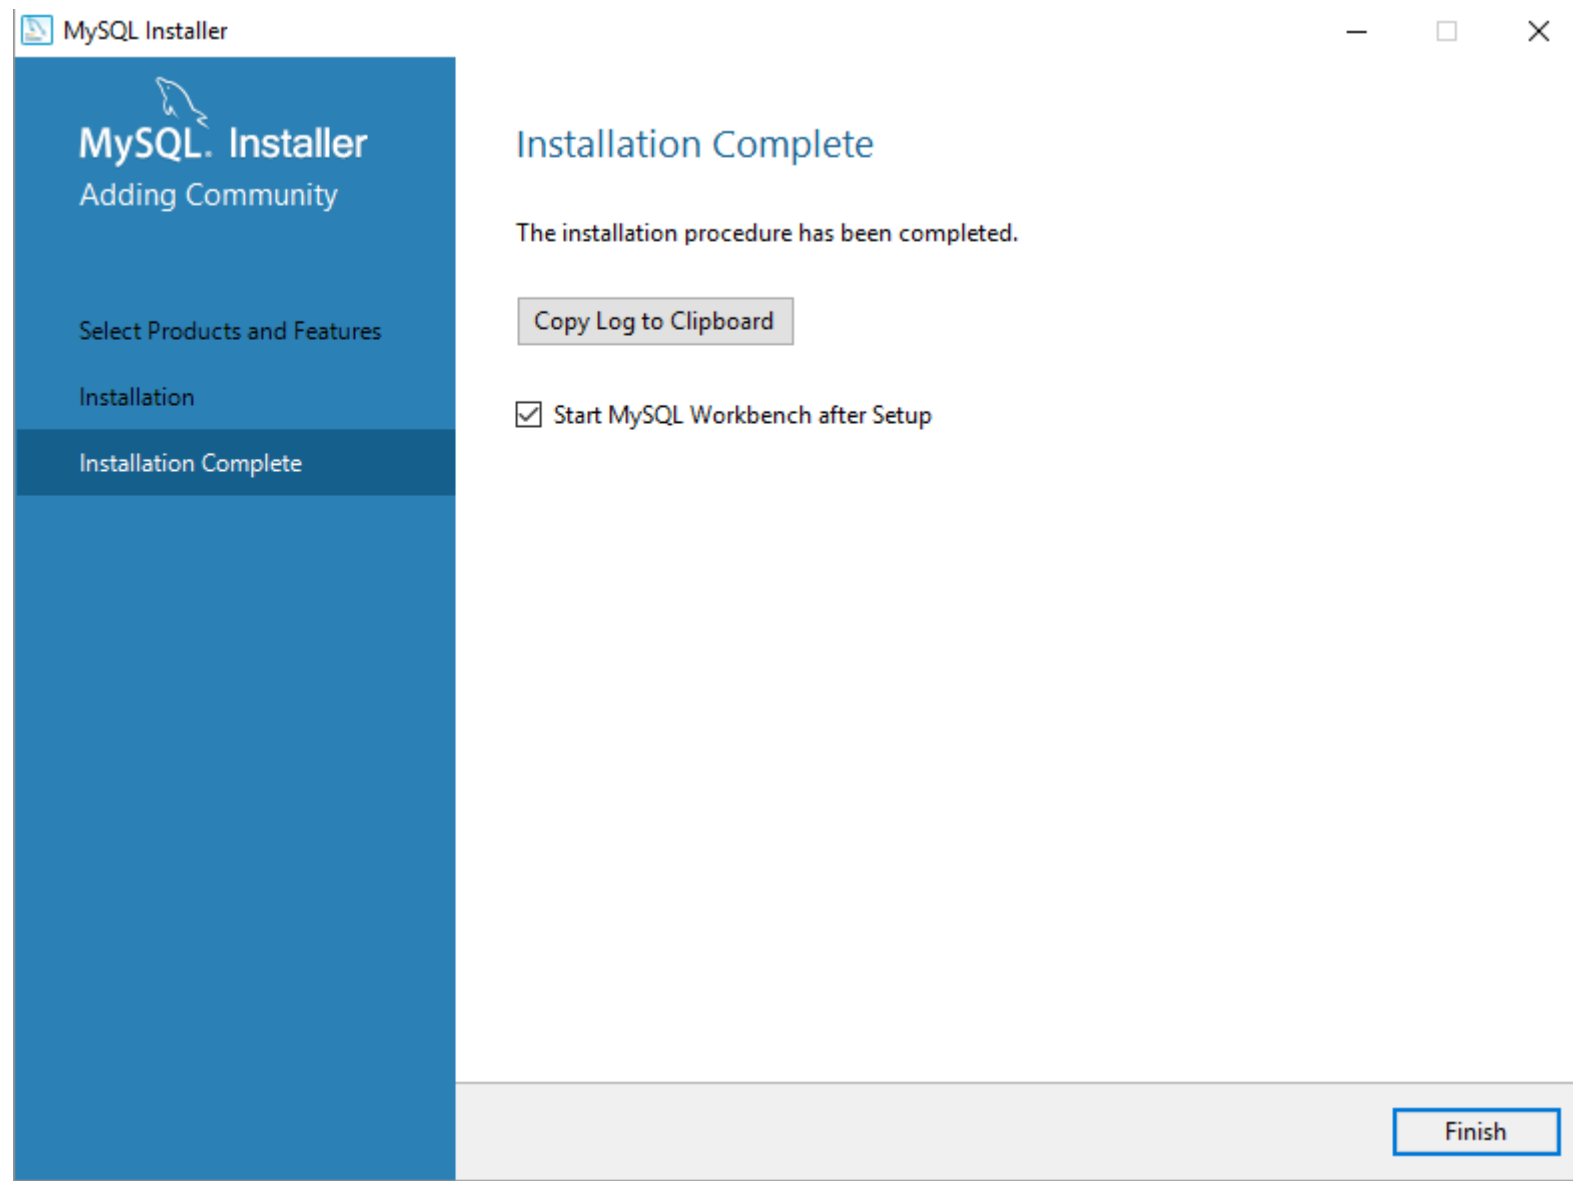 MySQL Installer
MySQL. Installer
Adding Community
Select Products and Features
Installation
Installation Complete
Installation Complete
The installation procedure has been completed.
Copy Log to Clipboard
Start MySQL Workbench after Setup
Finish